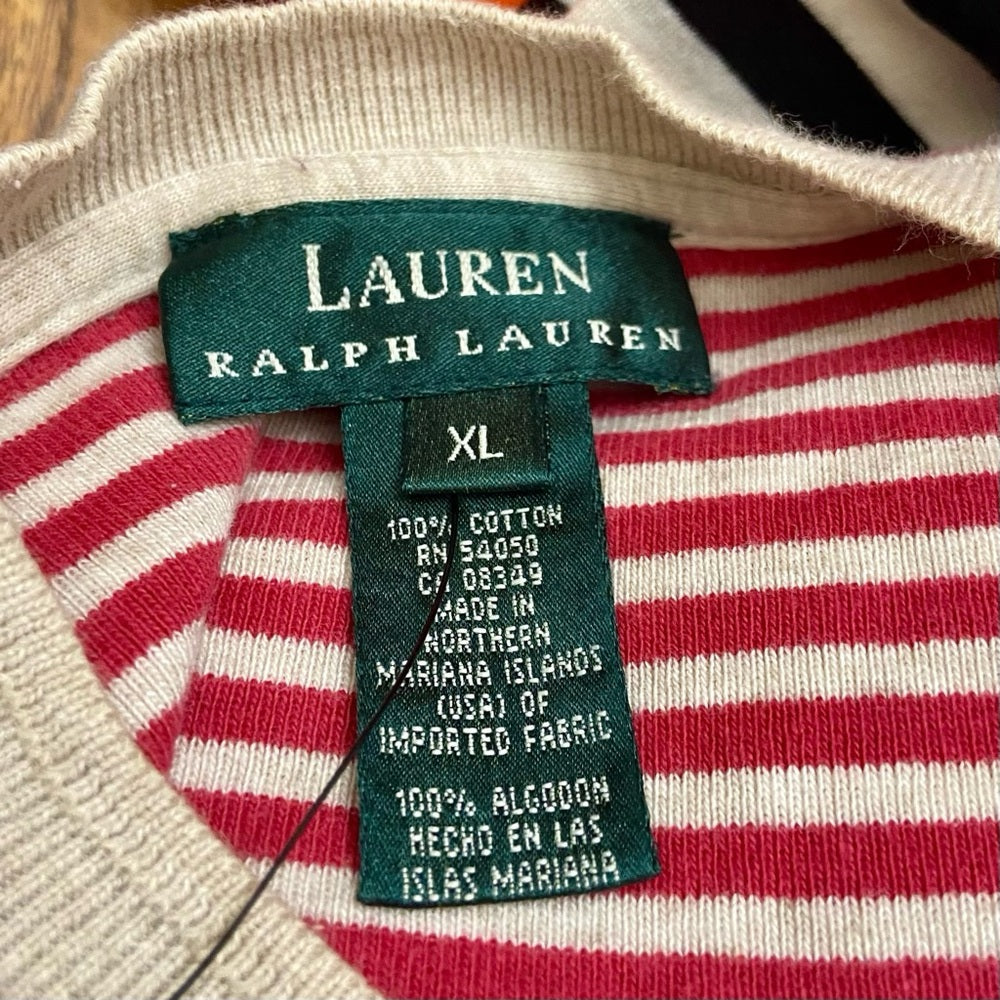 LAUREN
RALPH LAUREN
XL
100% COTTON
RN 54050
CA 08349
MADE IN
NORTHERN
MARIANA ISLANDS
(USA) OF
IMPORTED FABRIC
100% ALGODON
HECHO EN LAS
ISLAS MARIANA